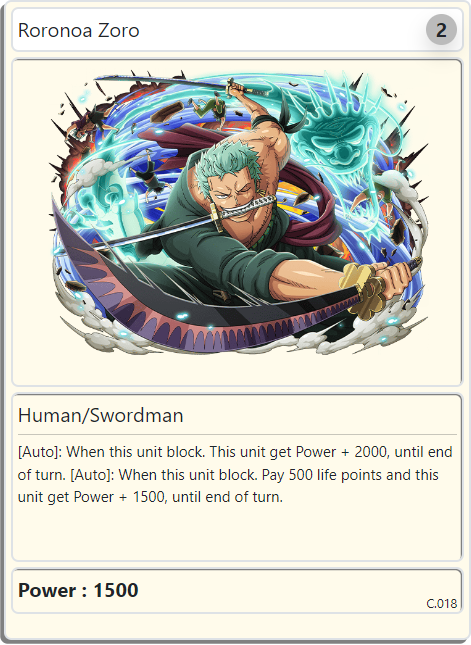 Roronoa Zoro
2
Human/Swordman
[Auto]: When this unit block. This unit get Power + 2000, until end
of turn. [Auto]: When this unit block. Pay 500 life points and this
unit get Power + 1500, until end of turn.
Power : 1500
C.018